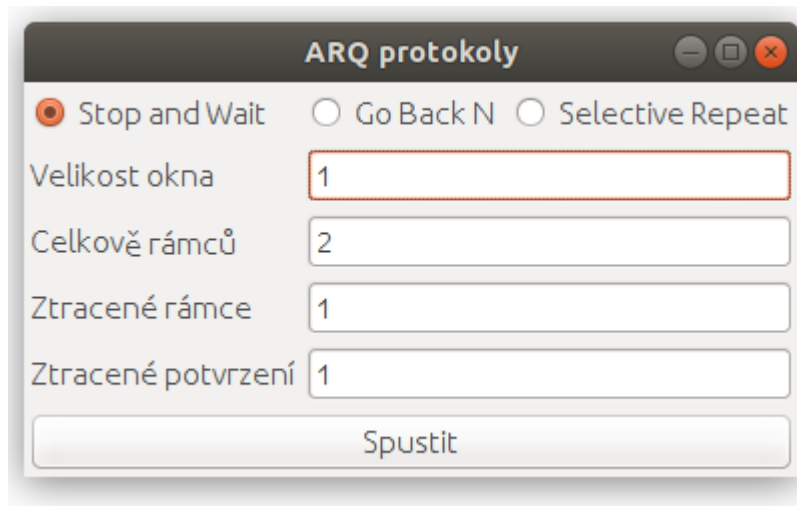 ARQ protokoly
Stop and Wait Go Back N Selective Repeat
Velikost okna 1
Celkově rámců 2
Ztracené rámce 1
Ztracené potvrzení 1
Spustit